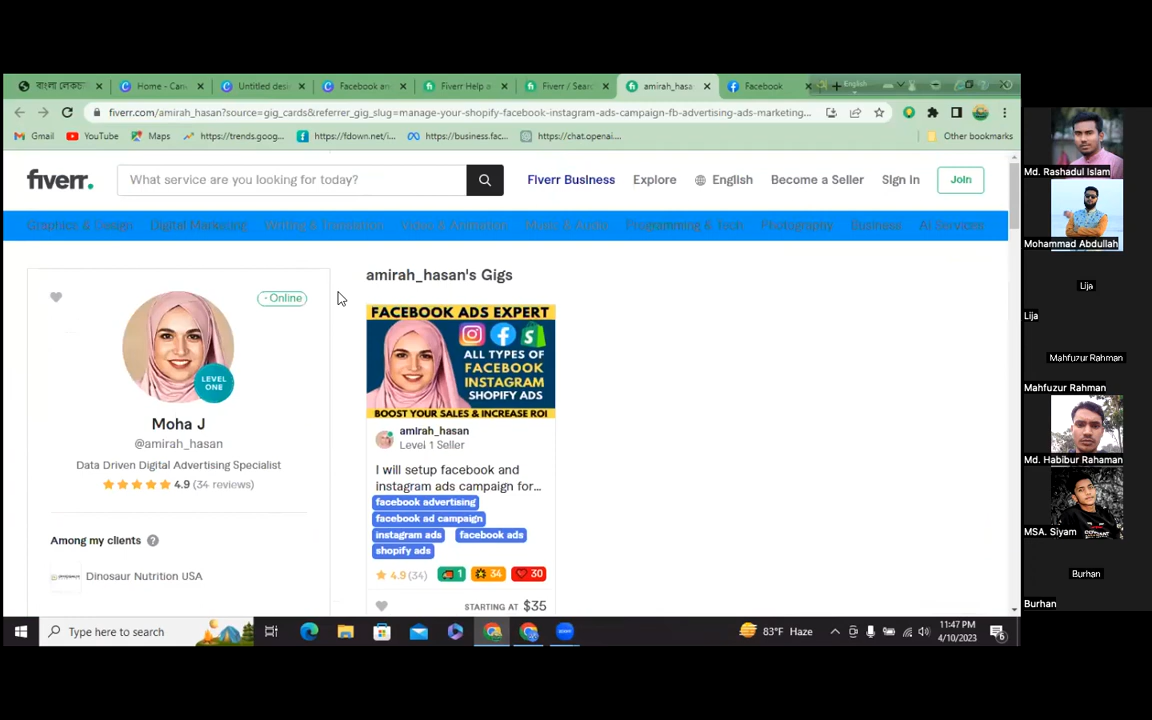 বাংলা লেকচ
Home - Can
Untitled desi
Facebook an
Fiverr Help a
Fiverr / Searc
amirah_hasa
Facebook
English
fiverr.com/amirah_hasan?source=gig_cards&referrer_gig_slug=manage-your-shopify-facebook-instagram-ads-campaign-fb-advertising-ads-marketing...
Gmail
YouTube
Maps
https://trends.goog...
https://fdown.net/i...
https://business.fac...
https://chat.openai....
Other bookmarks
fiverr.
What service are you looking for today?
Fiverr Business
Explore
English
Become a Seller
Sign In
Join
Graphics & Design
Digital Marketing
Writing & Translation
Video & Animation
Music & Audio
Programming & Tech
Photography
Business
AI Services
Online
LEVEL
ONE
Moha J
@amirah_hasan
Data Driven Digital Advertising Specialist
4.9 (34 reviews)
Among my clients
Dinosaur Nutrition USA
amirah_hasan's Gigs
FACEBOOK ADS EXPERT
ALL TYPES OF
FACEBOOK
INSTAGRAM
SHOPIFY ADS
BOOST YOUR SALES & INCREASE ROI
amirah_hasan
Level 1 Seller
I will setup facebook and
instagram ads campaign for...
facebook advertising
facebook ad campaign
instagram ads
facebook ads
shopify ads
4.9 (34)
1
34
30
STARTING AT $35
Type here to search
83°F Haze
11:47 PM
4/10/2023
6
Md. Rashadul Islam
Mohammad Abdullah
Lija
Lija
Mahfuzur Rahman
Mahfuzur Rahman
Md. Habibur Rahaman
MSA. Siyam
Burhan
Burhan